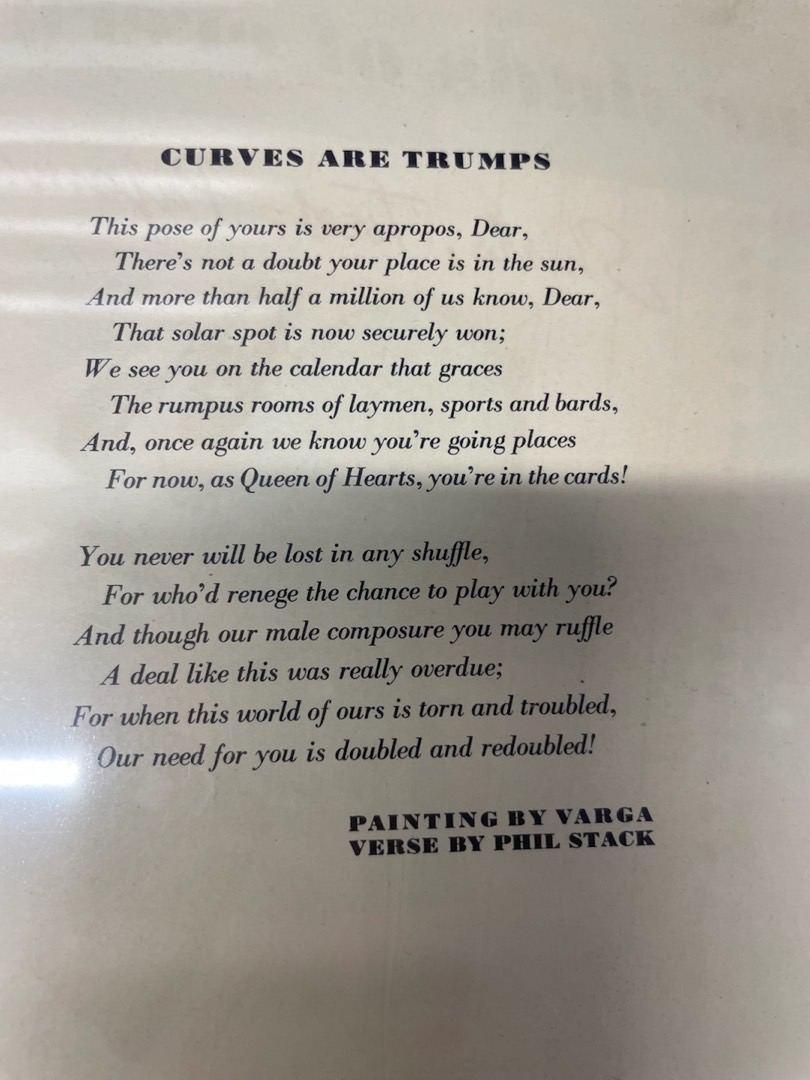 CURVES ARE TRUMPS
This pose of yours is very apropos, Dear,
There's not a doubt your place is in the sun,
And more than half a million of us know, Dear,
That solar spot is now securely won;
We see you on the calendar that graces
The rumpus rooms of laymen, sports and bards,
And, once again we know you're going places
For now, as Queen of Hearts, you're in the cards!
You never will be lost in any shuffle,
For who'd renege the chance to play with you?
And though our male composure you may ruffle
A deal like this was really overdue;
For when this world of ours is torn and troubled,
Our need for you is doubled and redoubled!
PAINTING BY VARGA
VERSE BY PHIL STACK